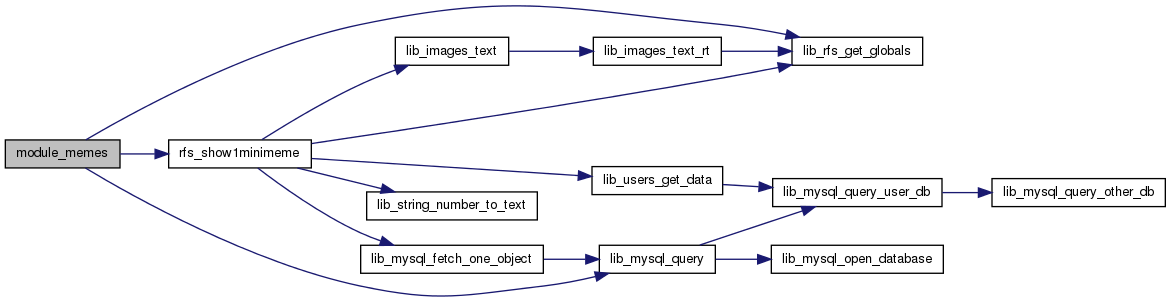 module_memes
rfs_show1minimeme
lib_images_text
lib_images_text_rt
lib_rfs_get_globals
lib_users_get_data
lib_mysql_query_user_db
lib_mysql_query_other_db
lib_string_number_to_text
lib_mysql_fetch_one_object
lib_mysql_query
lib_mysql_open_database